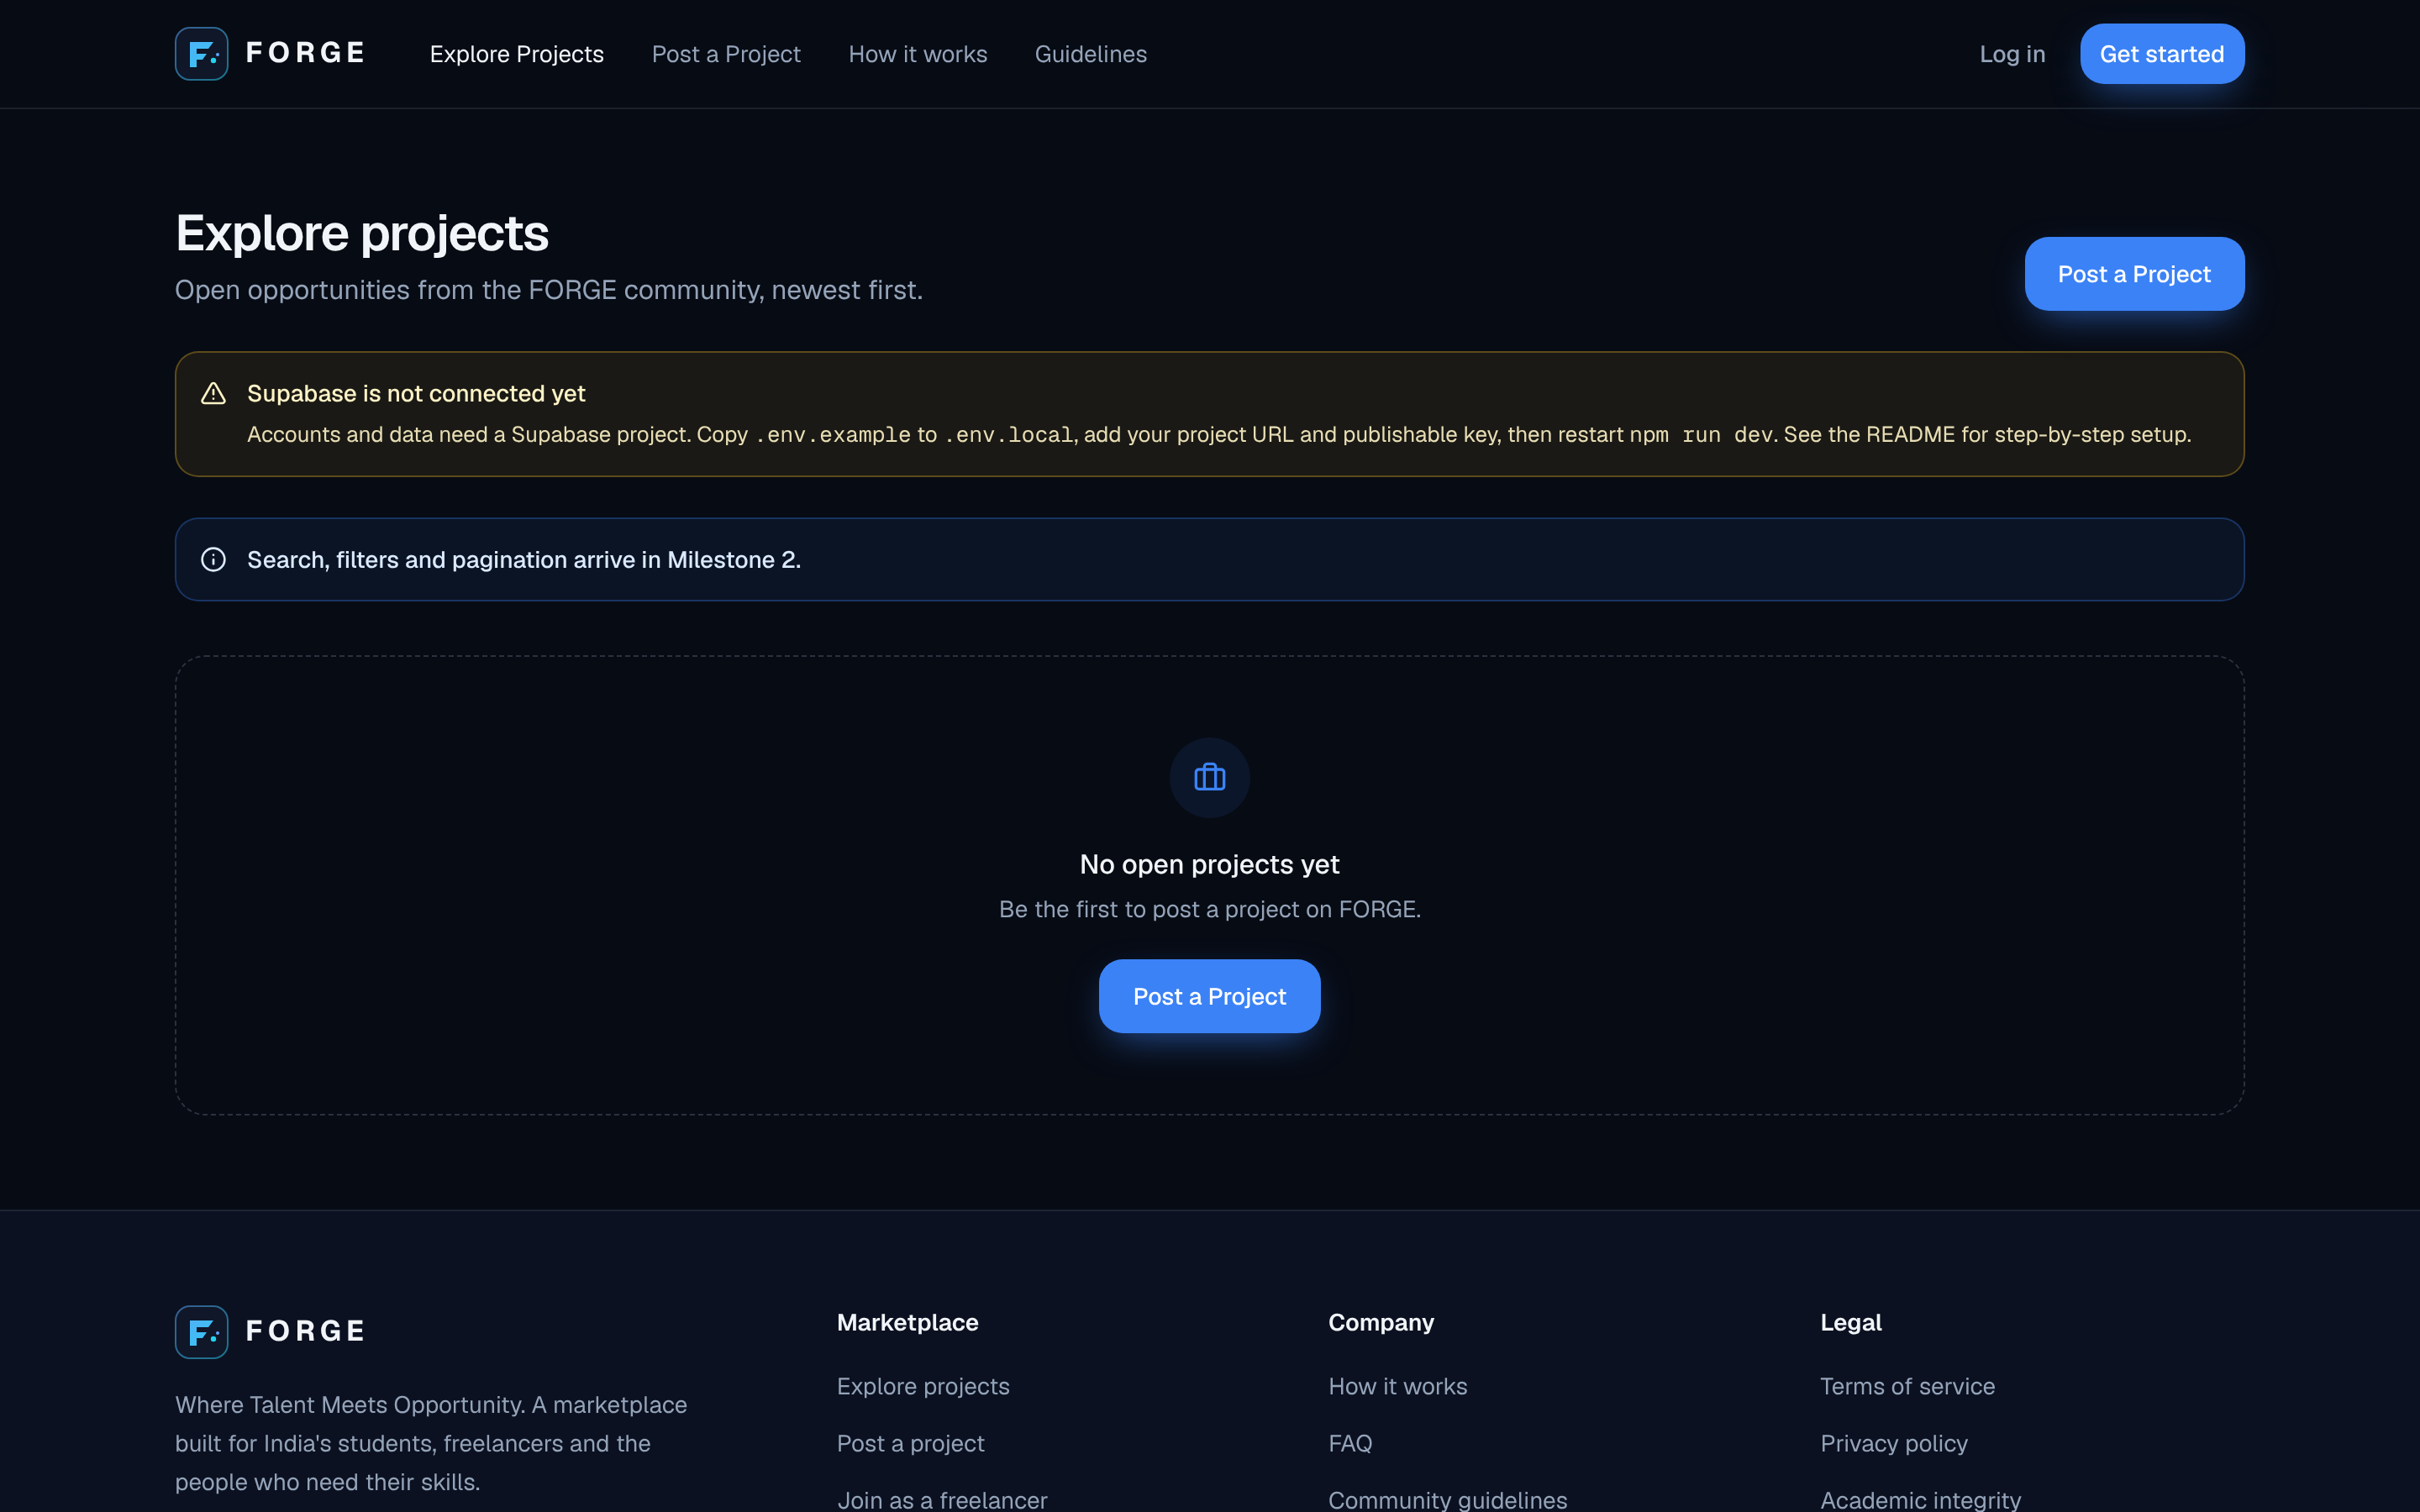 FORGE
Explore Projects
Post a Project
How it works
Guidelines
Log in
Get started
Explore projects
Open opportunities from the FORGE community, newest first.
Post a Project
Supabase is not connected yet
Accounts and data need a Supabase project. Copy .env.example to .env.local, add your project URL and publishable key, then restart npm run dev. See the README for step-by-step setup.
Search, filters and pagination arrive in Milestone 2.
No open projects yet
Be the first to post a project on FORGE.
Post a Project
FORGE
Where Talent Meets Opportunity. A marketplace
built for India's students, freelancers and the
people who need their skills.
Marketplace
Explore projects
Post a project
Join as a freelancer
Company
How it works
FAQ
Community guidelines
Legal
Terms of service
Privacy policy
Academic integrity